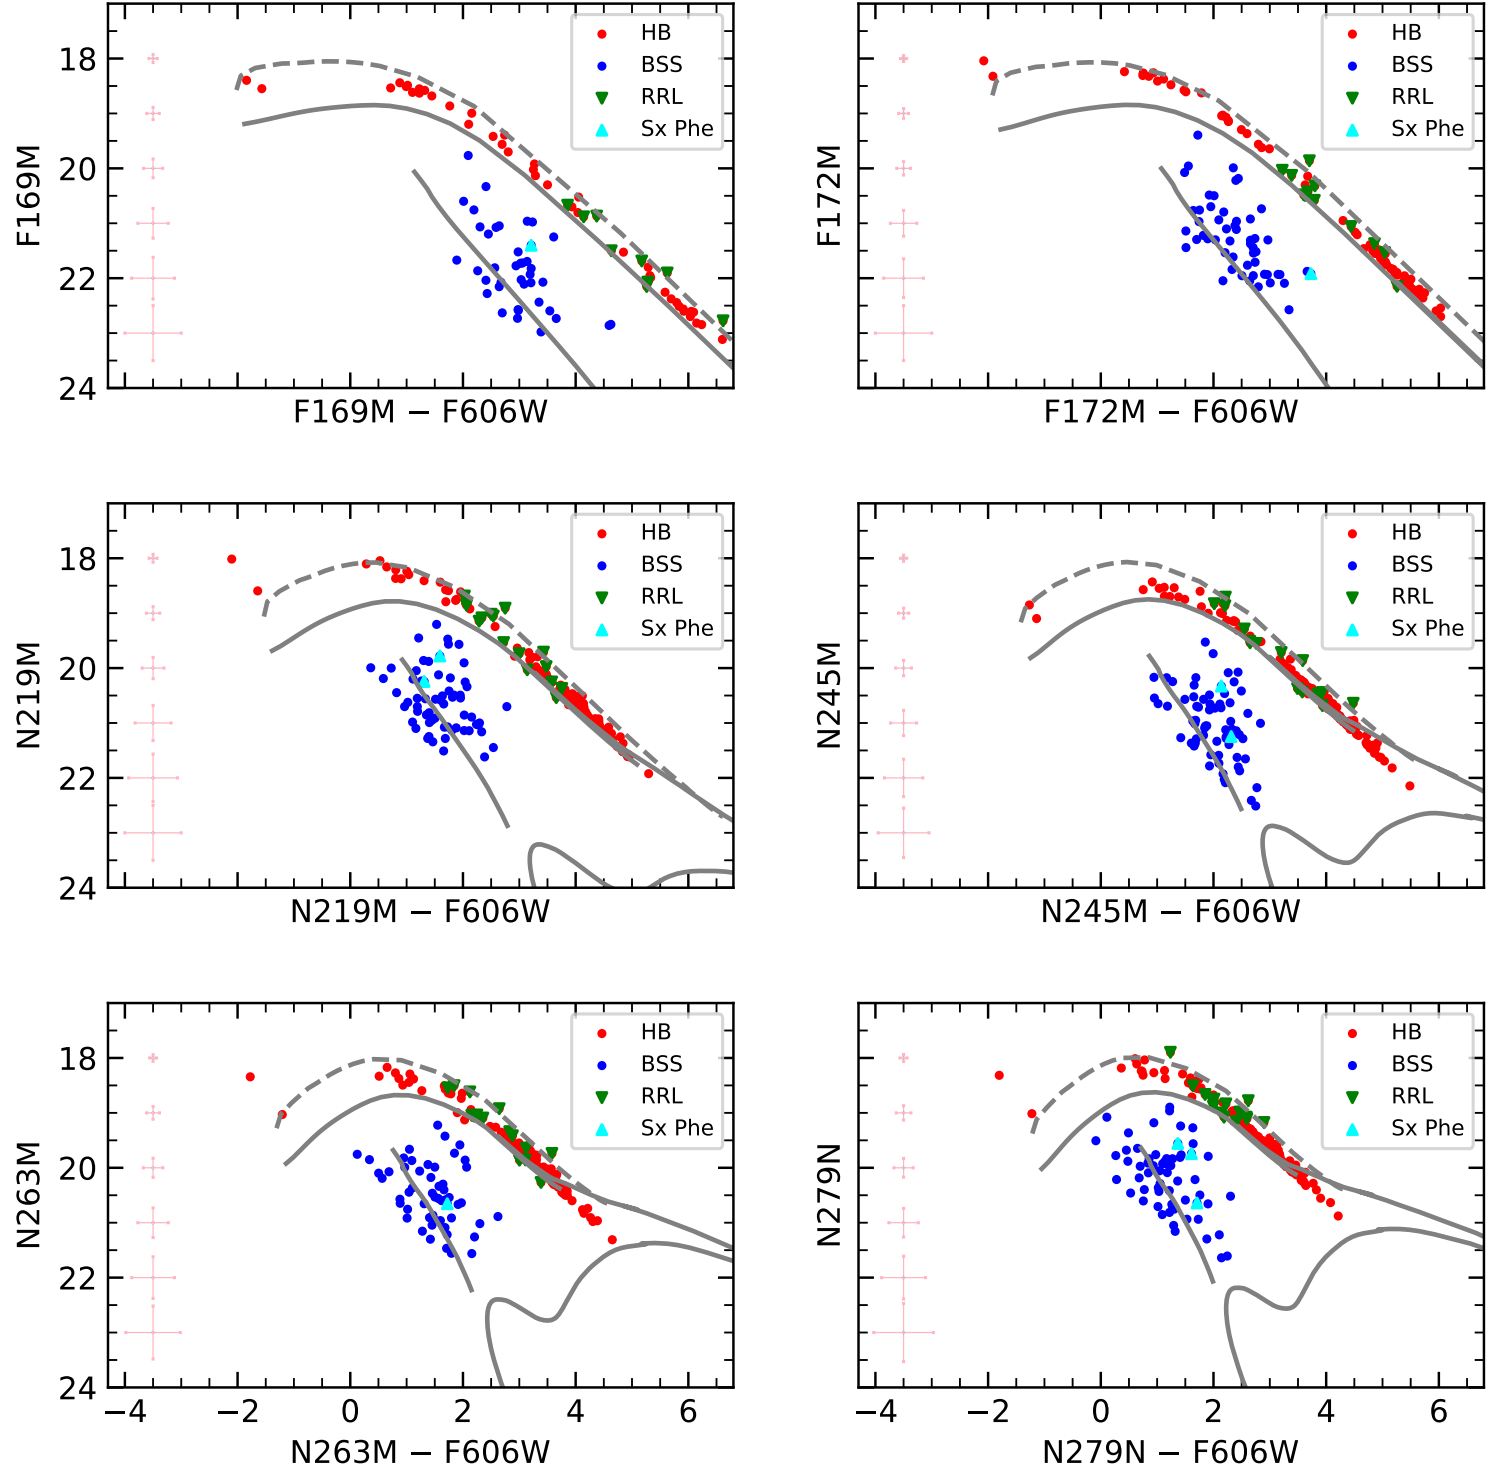 HB
BSS
RRL
Sx Phe
18
20
22
24
F169M
F169M − F606W
HB
BSS
RRL
Sx Phe
F172M
F172M − F606W
HB
BSS
RRL
Sx Phe
18
20
22
24
N219M
N219M − F606W
HB
BSS
RRL
Sx Phe
N245M
N245M − F606W
HB
BSS
RRL
Sx Phe
18
20
22
24
N263M
−4 −2 0 2 4 6
N263M − F606W
HB
BSS
RRL
Sx Phe
N279N
−4 −2 0 2 4 6
N279N − F606W